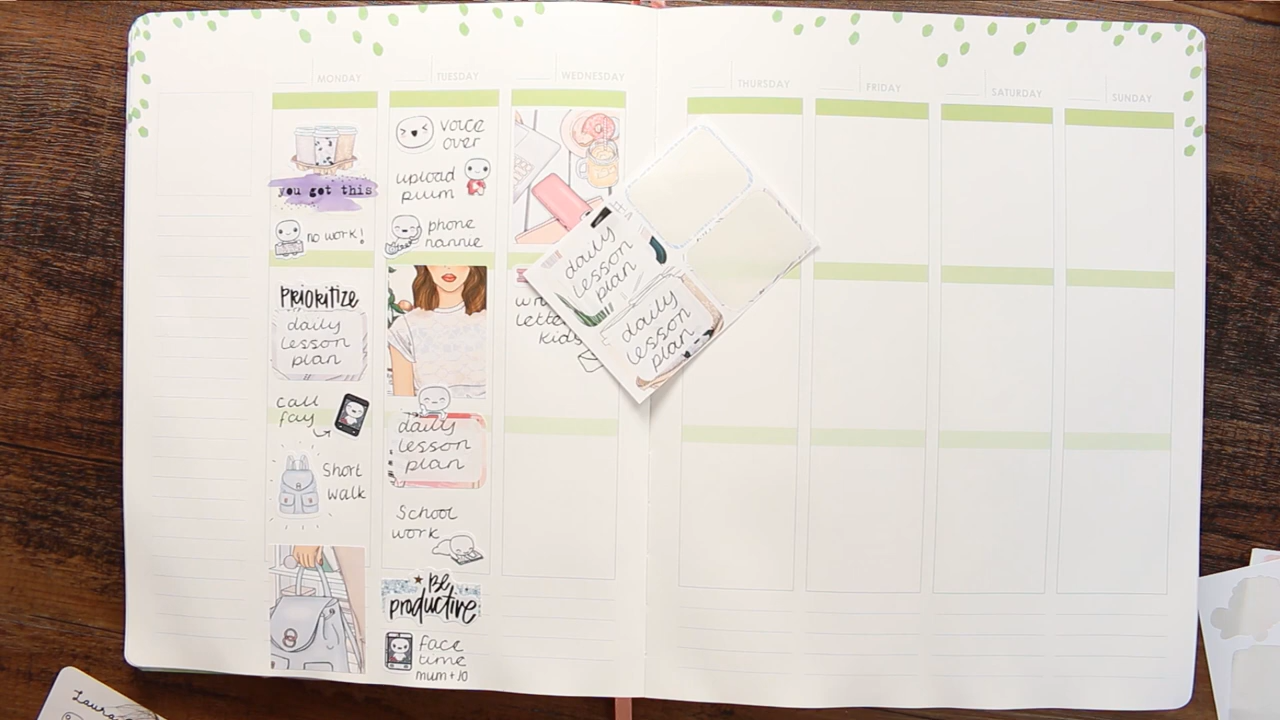 MONDAY
TUESDAY
WEDNESDAY
THURSDAY
FRIDAY
SATURDAY
SUNDAY
you got this
no work!
PRIORITIZE
daily
lesson
plan
call
fay
Short
walk
voice
over
upload
plum
phone
nannie
daily
lesson
plan
School
work
BE
productive
face
time
mum + jo
letter
kids
daily
lesson
plan
daily
lesson
plan